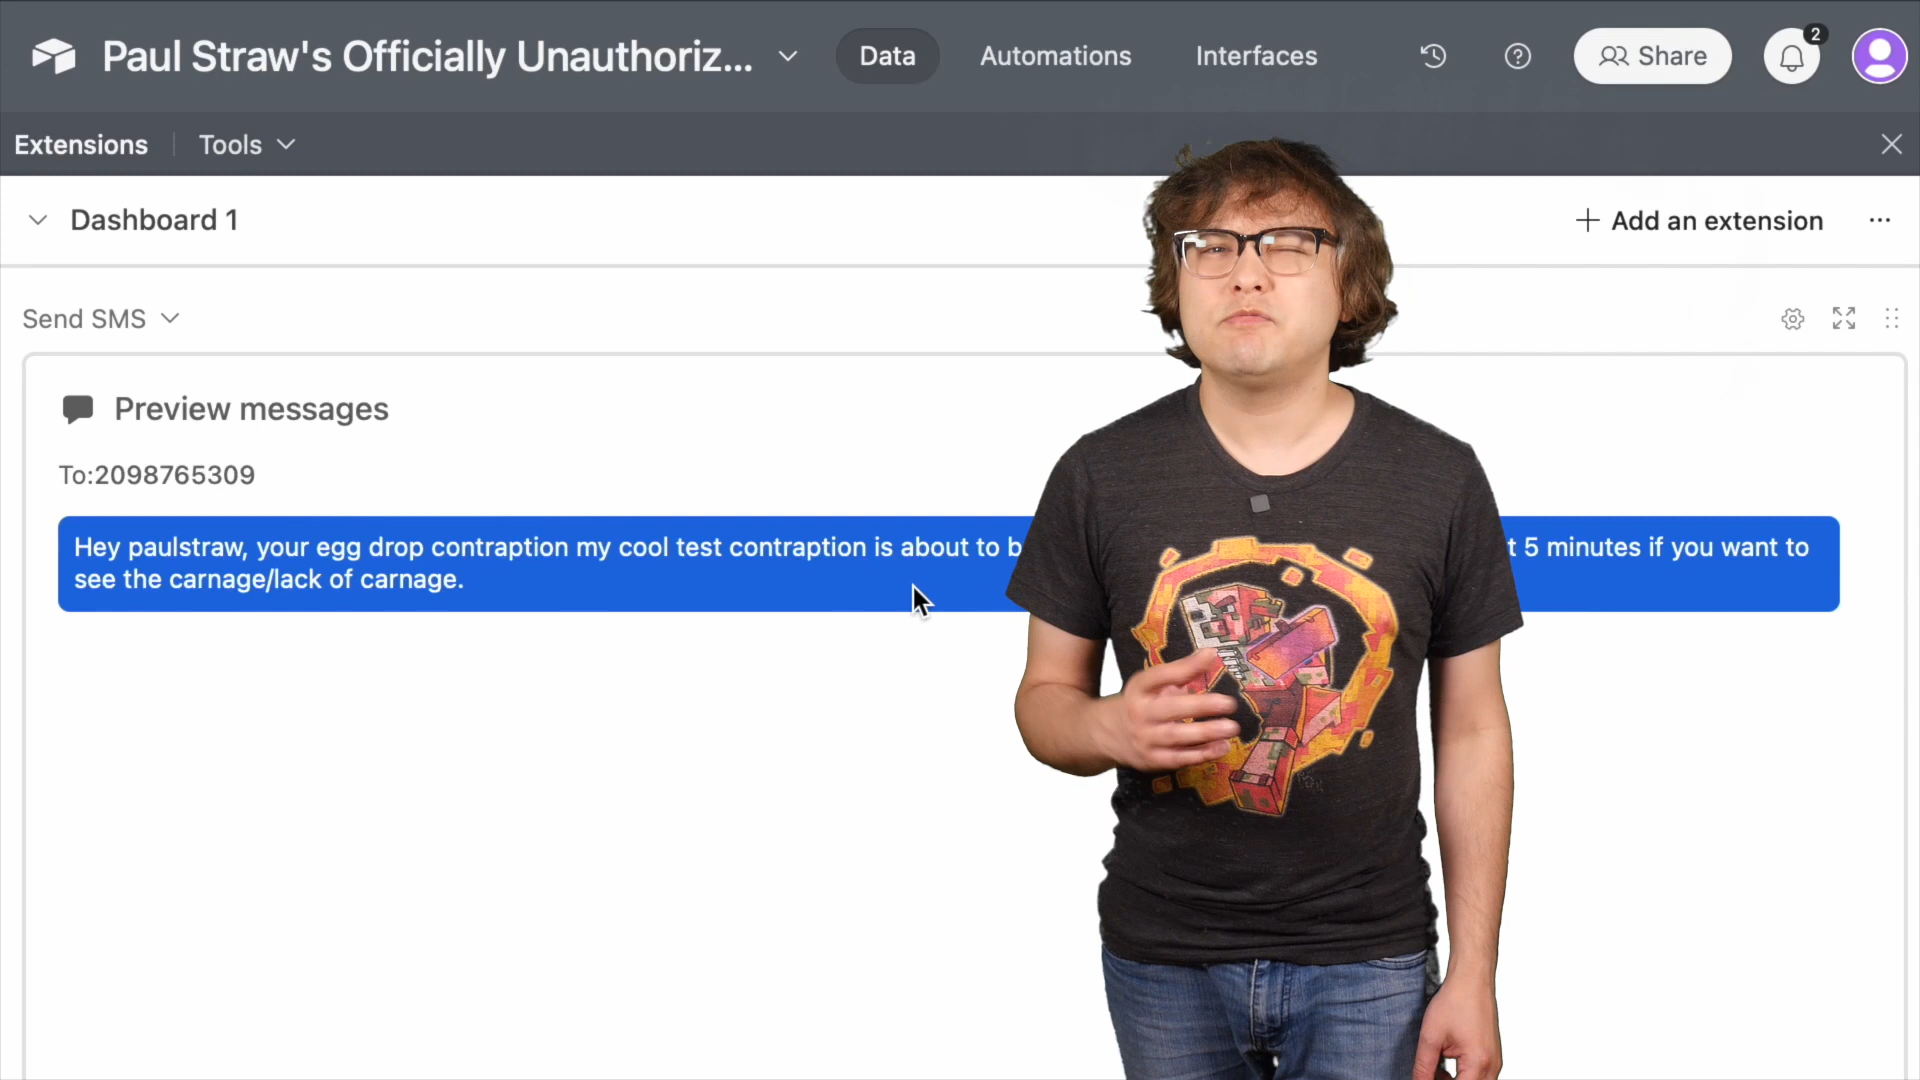 Paul Straw's Officially Unauthoriz...
Data
Automations
Interfaces
Share
2
Extensions
Tools
Dashboard 1
Add an extension
Send SMS
Preview messages
To:2098765309
Hey paulstraw, your egg drop contraption my cool test contraption is about to b t 5 minutes if you want to
see the carnage/lack of carnage.